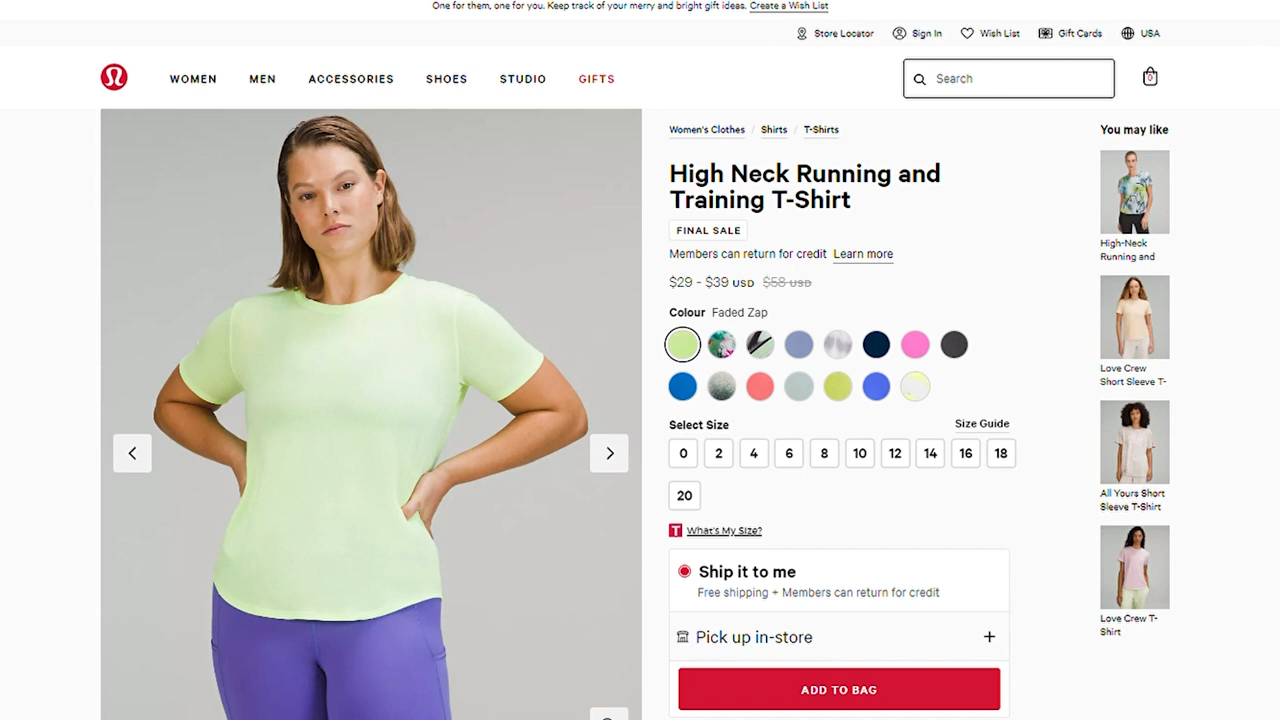 One for them, one for you. Keep track of your merry and bright gift ideas. Create a Wish List
Store Locator Sign In Wish List Gift Cards USA
WOMEN MEN ACCESSORIES SHOES STUDIO GIFTS Search 0
Women's Clothes / Shirts / T-Shirts
High Neck Running and
Training T-Shirt
FINAL SALE
Members can return for credit Learn more
$29 - $39 USD $58 USD
Colour Faded Zap
Select Size Size Guide
0 2 4 6 8 10 12 14 16 18
20
T What's My Size?
Ship it to me
Free shipping + Members can return for credit
Pick up in-store +
ADD TO BAG
You may like
High-Neck
Running and
Love Crew
Short Sleeve T-
All Yours Short
Sleeve T-Shirt
Love Crew T-
Shirt